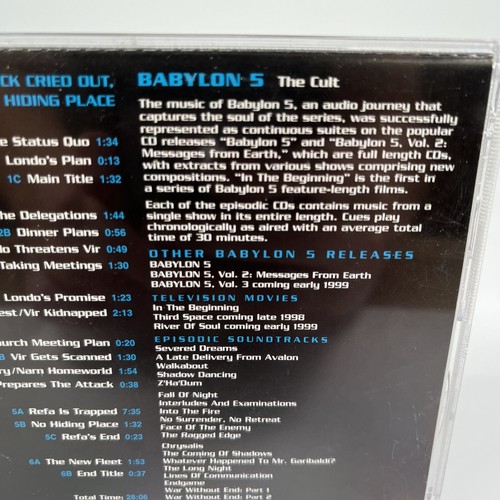 CK CRIED OUT,
HIDING PLACE
e Status Quo 1:34
Londo's Plan 0:13
1C Main Title 1:32
he Delegations 1:44
2B Dinner Plans 0:56
o Threatens Vir 0:49
Taking Meetings 1:30
Londo's Promise 1:23
est/Vir Kidnapped 2:13
urch Meeting Plan 0:20
B Vir Gets Scanned 1:30
ry/Narn Homeworld 1:54
Prepares The Attack 0:38
5A Refa Is Trapped 7:35
5B No Hiding Place 1:32
5C Refa's End 0:23
6A The New Fleet 1:53
6B End Title 0:37
Total Time: 26:06
BABYLON 5 The Cult
The music of Babylon 5, an audio journey that
captures the soul of the series, was successfully
represented as continuous suites on the popular
CD releases "Babylon 5" and "Babylon 5, Vol. 2:
Messages from Earth," which are full length CDs,
with extracts from various shows comprising new
compositions. "In The Beginning" is the first in
a series of Babylon 5 feature-length films.
Each of the episodic CDs contains music from a
single show in its entire length. Cues play
chronologically as aired with an average total
time of 30 minutes.
OTHER BABYLON 5 RELEASES
BABYLON 5
BABYLON 5, Vol. 2: Messages From Earth
BABYLON 5, Vol. 3 coming early 1999
TELEVISION MOVIES
In The Beginning
Third Space coming late 1998
River Of Soul coming early 1999
EPISODIC SOUNDTRACKS
Severed Dreams
A Late Delivery From Avalon
Walkabout
Shadow Dancing
Z'Ha'Dum
Fall Of Night
Interludes And Examinations
Into The Fire
No Surrender, No Retreat
Face Of The Enemy
The Ragged Edge
Chrysalis
The Coming Of Shadows
Whatever Happened To Mr. Garibaldi?
The Long Night
Lines Of Communication
Endgame
War Without End: Part 1
War Without End: Part 2